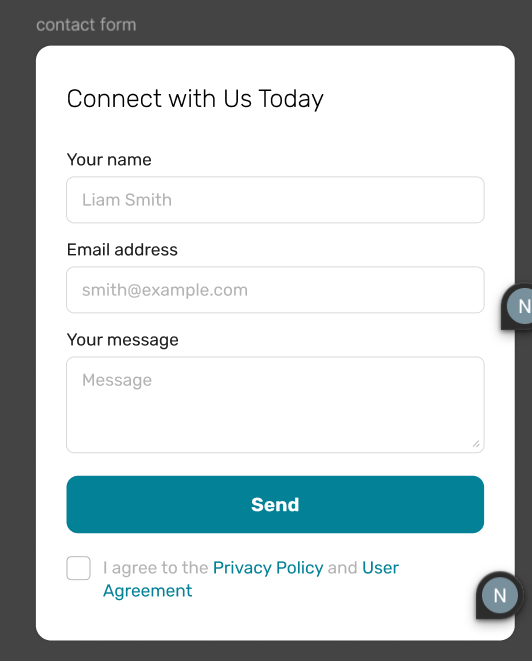 contact form
Connect with Us Today
Your name
Liam Smith
Email address
smith@example.com
N
Your message
Message
Send
I agree to the Privacy Policy and User
Agreement
N